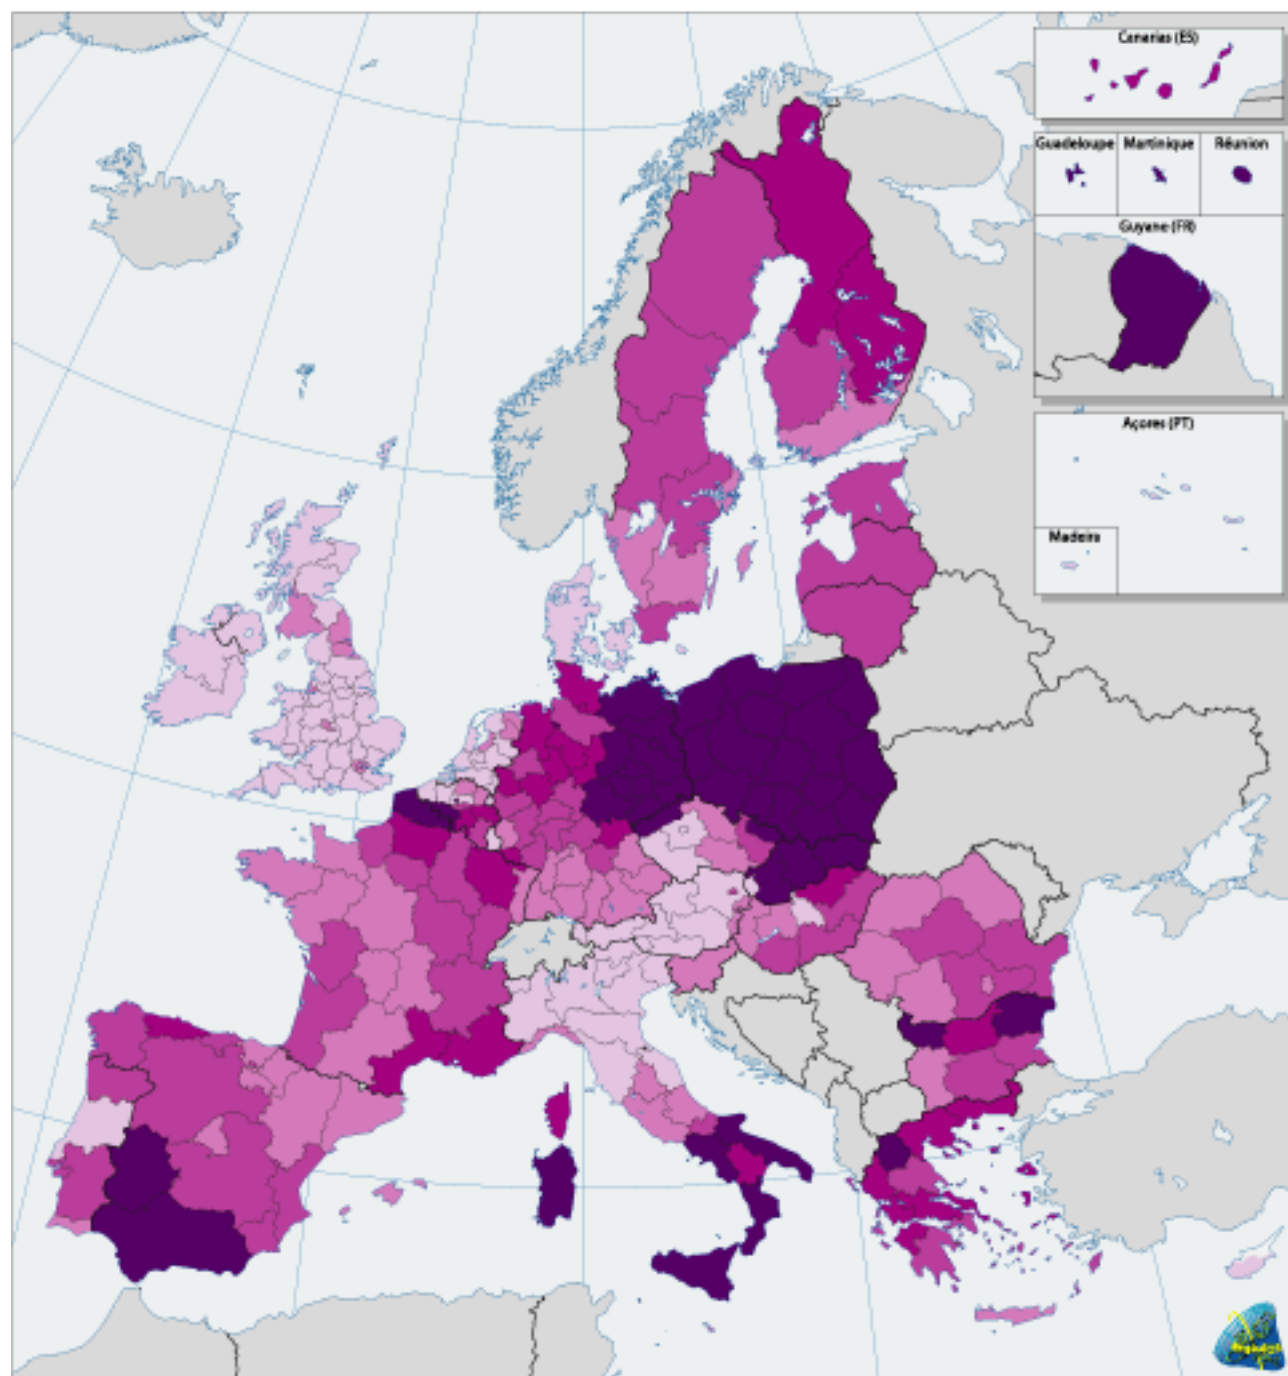 Canarias (ES)
Guadeloupe Martinique Réunion
Guyane (FR)
Açores (PT)
Madeira